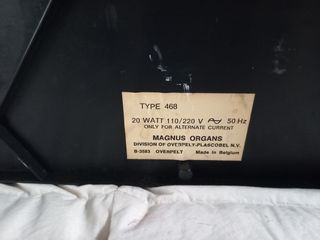 TYPE 468
20 WATT 110/220 V 50 Hz
ONLY FOR ALTERNATE CURRENT
MAGNUS ORGANS
DIVISION OF OVERPELT-PLASCOBEL N.V.
B-3583 OVERPELT Made in Belgium